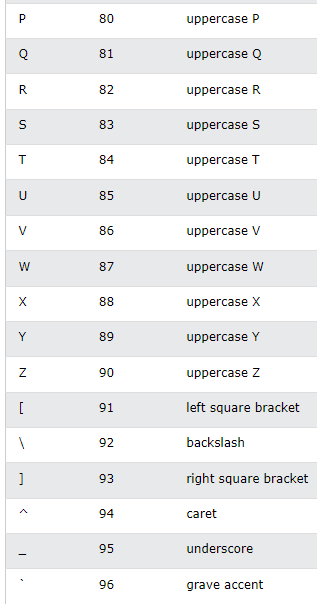 P 80 uppercase P
Q 81 uppercase Q
R 82 uppercase R
S 83 uppercase S
T 84 uppercase T
U 85 uppercase U
V 86 uppercase V
W 87 uppercase W
X 88 uppercase X
Y 89 uppercase Y
Z 90 uppercase Z
[ 91 left square bracket
\ 92 backslash
] 93 right square bracket
^ 94 caret
_ 95 underscore
` 96 grave accent